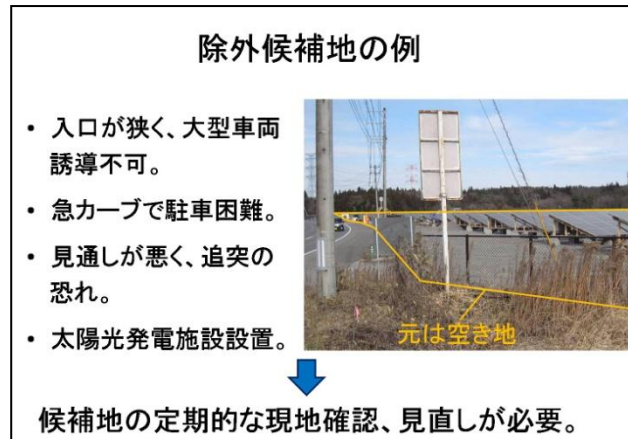 除外候補地の例
• 入口が狭く、大型車両
誘導不可。
• 急カーブで駐車困難。
• 見通しが悪く、追突の
恐れ。
• 太陽光発電施設設置。
元は空き地
候補地の定期的な現地確認、見直しが必要。